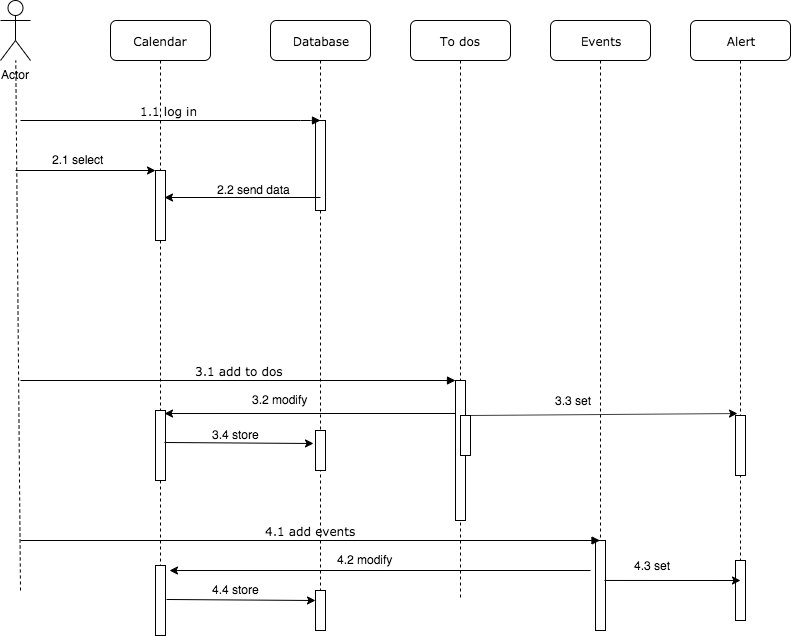 Calendar
Database
To dos
Events
Alert
Actor
1.1 log in
2.1 select
2.2 send data
3.1 add to dos
3.2 modify
3.3 set
3.4 store
4.1 add events
4.2 modify
4.3 set
4.4 store